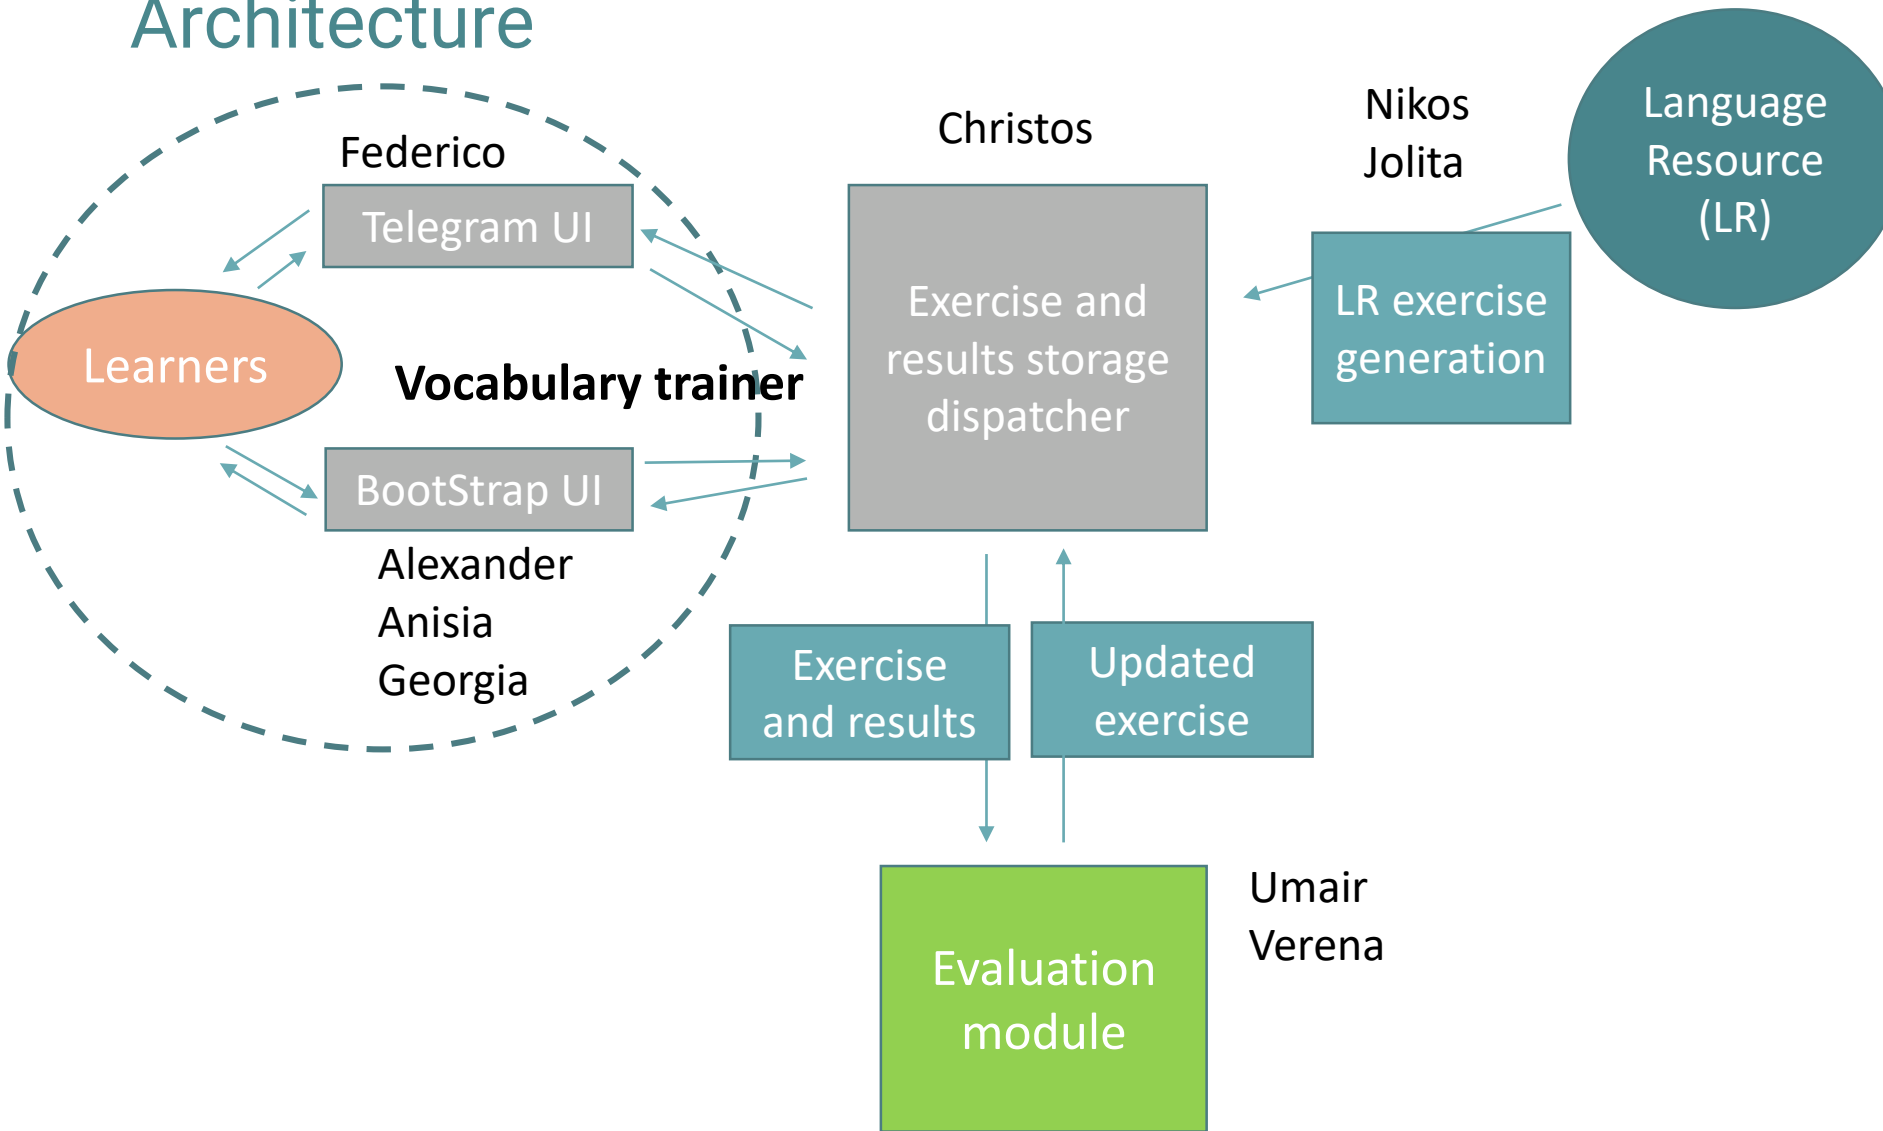 Architecture
Federico
Telegram UI
Learners
Vocabulary trainer
BootStrap UI
Alexander
Anisia
Georgia
Christos
Exercise and
results storage
dispatcher
Nikos
Jolita
LR exercise
generation
Language
Resource
(LR)
Exercise
and results
Updated
exercise
Evaluation
module
Umair
Verena